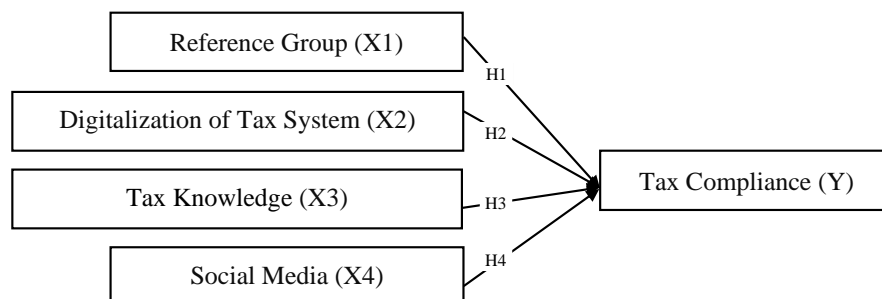 Reference Group (X1)
H1
Digitalization of Tax System (X2)
H2
Tax Compliance (Y)
Tax Knowledge (X3)
H3
H4
Social Media (X4)